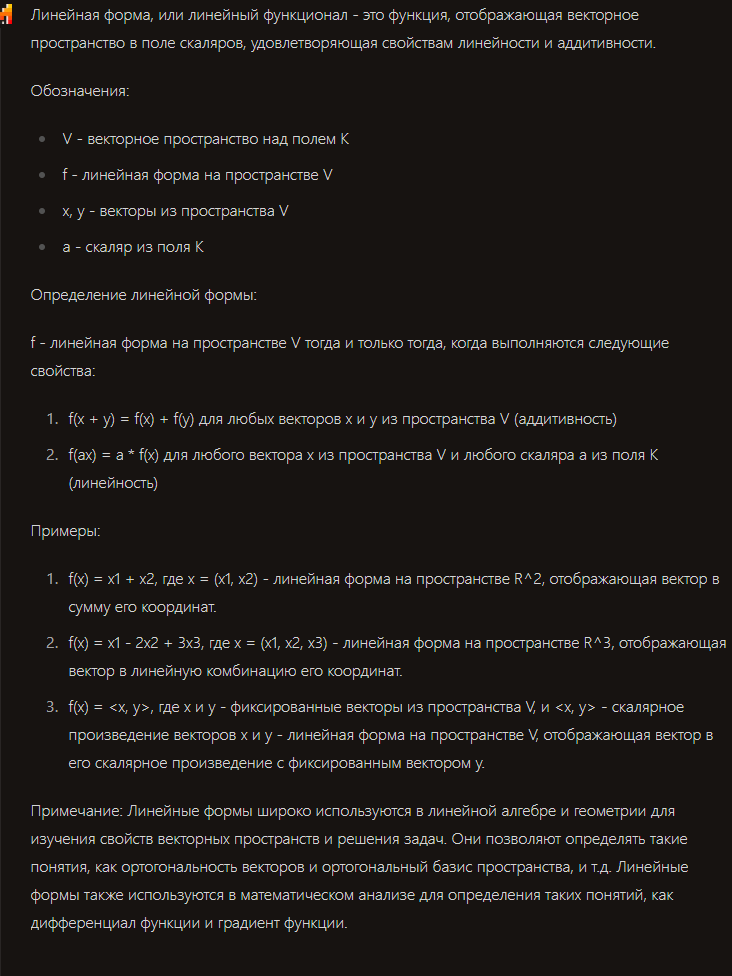 Линейная форма, или линейный функционал - это функция, отображающая векторное
пространство в поле скаляров, удовлетворяющая свойствам линейности и аддитивности.
Обозначения:
V - векторное пространство над полем K
f - линейная форма на пространстве V
x, y - векторы из пространства V
a - скаляр из поля K
Определение линейной формы:
f - линейная форма на пространстве V тогда и только тогда, когда выполняются следующие
свойства:
1. f(x + y) = f(x) + f(y) для любых векторов x и y из пространства V (аддитивность)
2. f(ax) = a * f(x) для любого вектора x из пространства V и любого скаляра a из поля K
(линейность)
Примеры:
1. f(x) = x1 + x2, где x = (x1, x2) - линейная форма на пространстве R^2, отображающая вектор в
сумму его координат.
2. f(x) = x1 - 2x2 + 3x3, где x = (x1, x2, x3) - линейная форма на пространстве R^3, отображающая
вектор в линейную комбинацию его координат.
3. f(x) = <x, y>, где x и y - фиксированные векторы из пространства V, и <x, y> - скалярное
произведение векторов x и y - линейная форма на пространстве V, отображающая вектор в
его скалярное произведение с фиксированным вектором y.
Примечание: Линейные формы широко используются в линейной алгебре и геометрии для
изучения свойств векторных пространств и решения задач. Они позволяют определять такие
понятия, как ортогональность векторов и ортогональный базис пространства, и т.д. Линейные
формы также используются в математическом анализе для определения таких понятий, как
дифференциал функции и градиент функции.